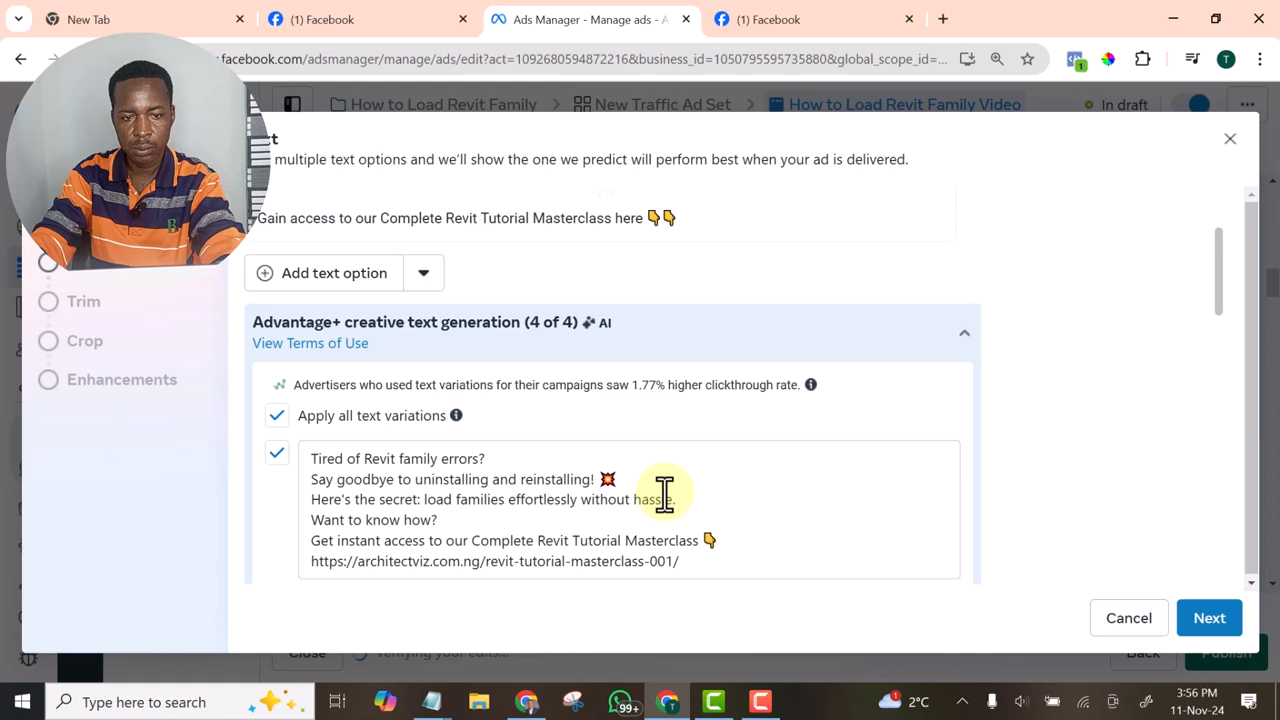 New Tab
(1) Facebook
Ads Manager - Manage ads - A
(1) Facebook
.facebook.com/adsmanager/manage/ads/edit?act=1092680594872216&business_id=1050795595735880&global_scope_id=...
1
T
How to Load Revit Family
New Traffic Ad Set
How to Load Revit Family Video
In draft
multiple text options and we'll show the one we predict will perform best when your ad is delivered.
Gain access to our Complete Revit Tutorial Masterclass here 👇👇
Add text option
Trim
Crop
Enhancements
Advantage+ creative text generation (4 of 4) AI
View Terms of Use
Advertisers who used text variations for their campaigns saw 1.77% higher clickthrough rate.
Apply all text variations
Tired of Revit family errors?
Say goodbye to uninstalling and reinstalling! 💥
Here's the secret: load families effortlessly without hassle.
Want to know how?
Get instant access to our Complete Revit Tutorial Masterclass 👇
https://architectviz.com.ng/revit-tutorial-masterclass-001/
Cancel
Next
Close
Verifying your edits...
Back
Publish
Type here to search
99+
1
2°C
3:56 PM
11-Nov-24